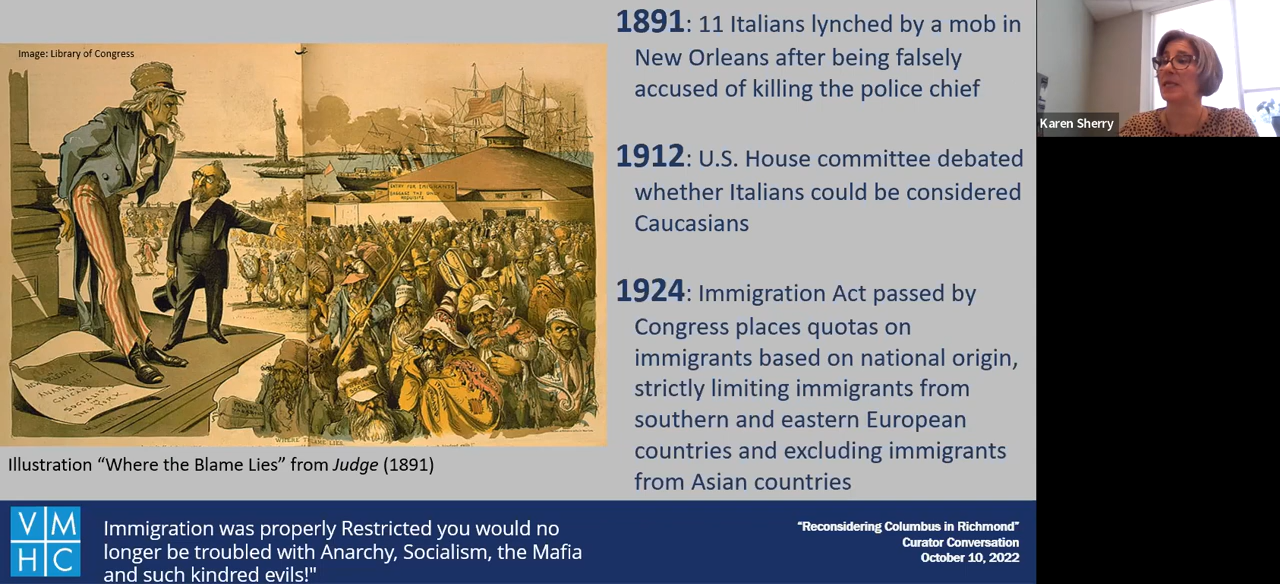 Image: Library of Congress
ENTRY FOR IMMIGRANTS
WHERE THE BLAME LIES
Illustration “Where the Blame Lies” from Judge (1891)
1891: 11 Italians lynched by a mob in
New Orleans after being falsely
accused of killing the police chief
1912: U.S. House committee debated
whether Italians could be considered
Caucasians
1924: Immigration Act passed by
Congress places quotas on
immigrants based on national origin,
strictly limiting immigrants from
southern and eastern European
countries and excluding immigrants
from Asian countries
Karen Sherry
V M
H C
Immigration was properly Restricted you would no
longer be troubled with Anarchy, Socialism, the Mafia
and such kindred evils!"
“Reconsidering Columbus in Richmond”
Curator Conversation
October 10, 2022